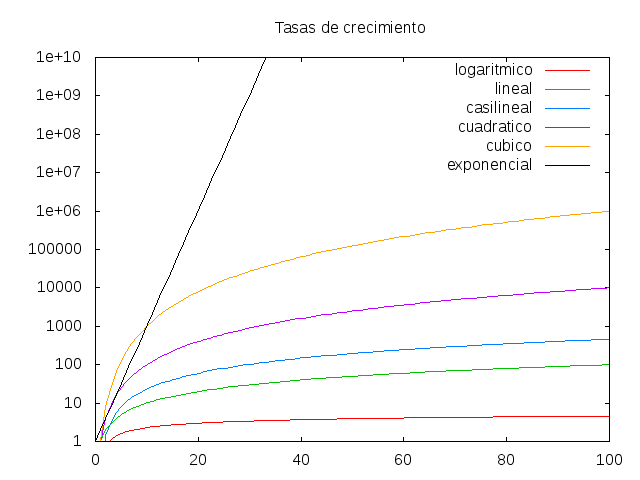 Tasas de crecimiento
1e+10
1e+09
1e+08
1e+07
1e+06
100000
10000
1000
100
10
1
logaritmico
lineal
casilineal
cuadratico
cubico
exponencial
0 20 40 60 80 100